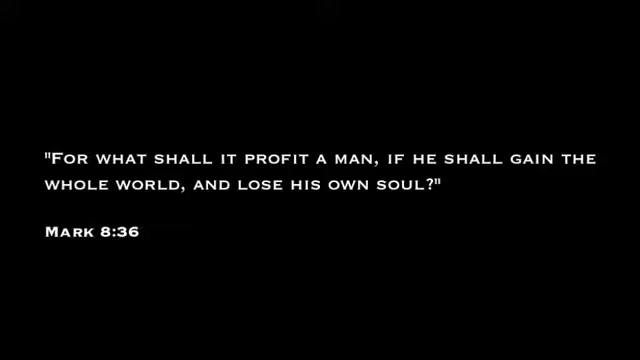 "For what shall it profit a man, if he shall gain the
whole world, and lose his own soul?"
Mark 8:36